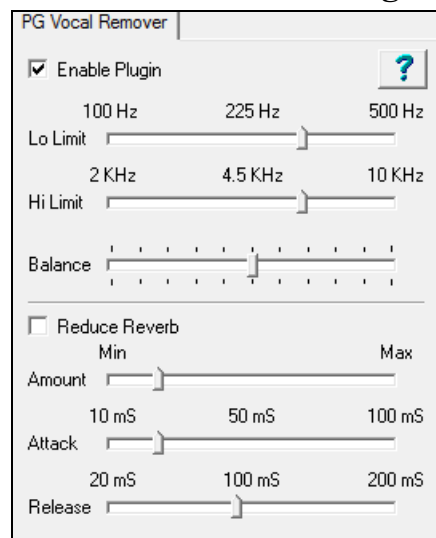 PG Vocal Remover
Enable Plugin ?
100 Hz 225 Hz 500 Hz
Lo Limit
2 KHz 4.5 KHz 10 KHz
Hi Limit
Balance
Reduce Reverb
Min Max
Amount
10 mS 50 mS 100 mS
Attack
20 mS 100 mS 200 mS
Release